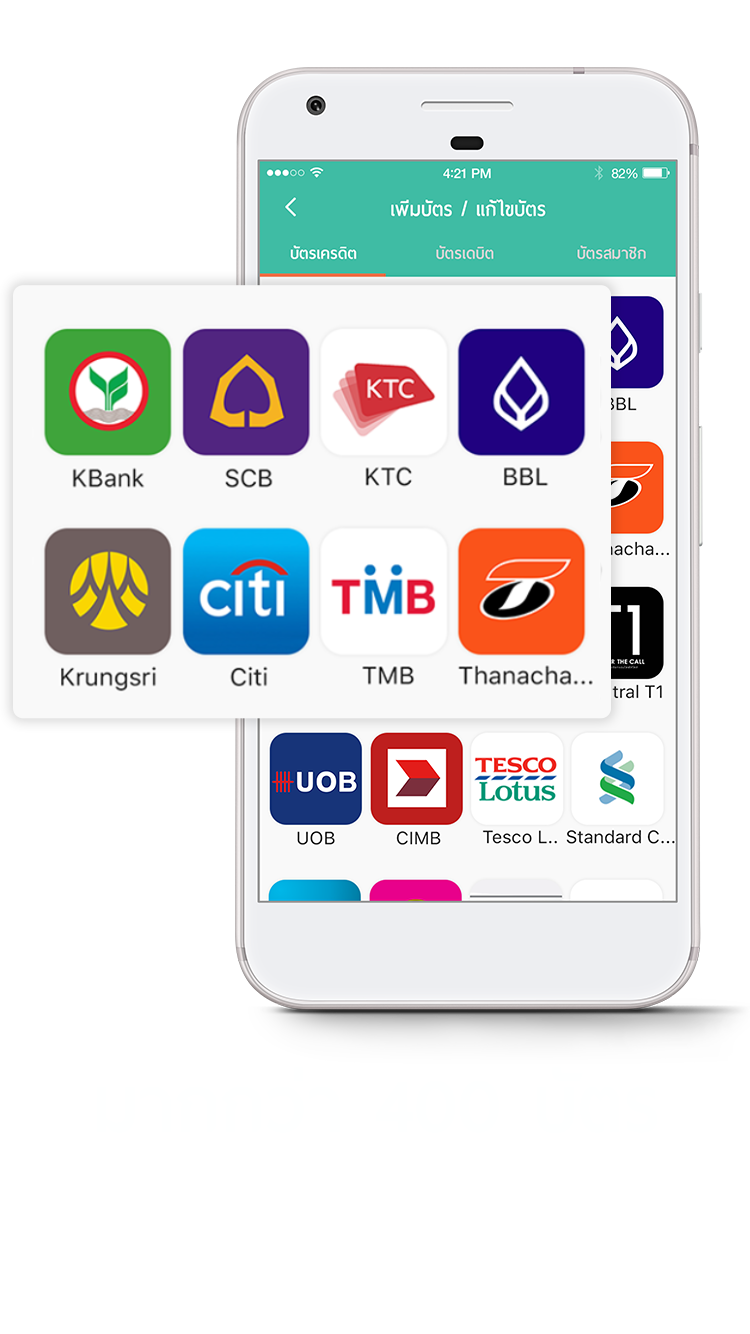 4:21 PM 82%
เพิ่มบัตร / แก้ไขบัตร
บัตรเครดิต บัตรเดบิต บัตรสมาชิก
KTC
KBank SCB KTC BBL
BBL
citi TMB
Krungsri Citi TMB Thanacha...
acha...
T1
THE CALL
tral T1
UOB TESCO Lotus
UOB CIMB Tesco L.. Standard C...